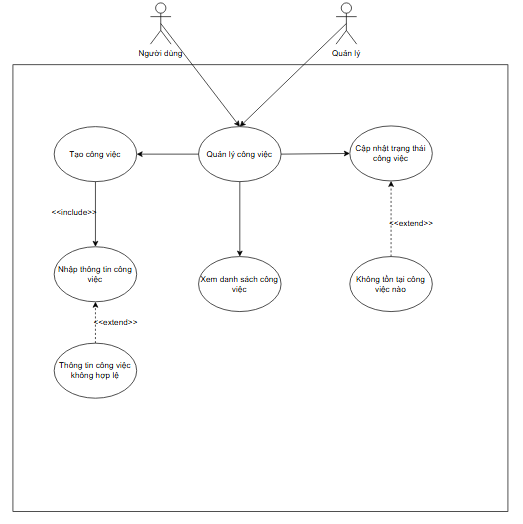 Người dùng
Quản lý
Tạo công việc
Quản lý công việc
Cập nhật trạng thái
công việc
<<include>>
<<extend>>
Nhập thông tin công
việc
Xem danh sách công
việc
Không tồn tại công
việc nào
<<extend>>
Thông tin công việc
không hợp lệ